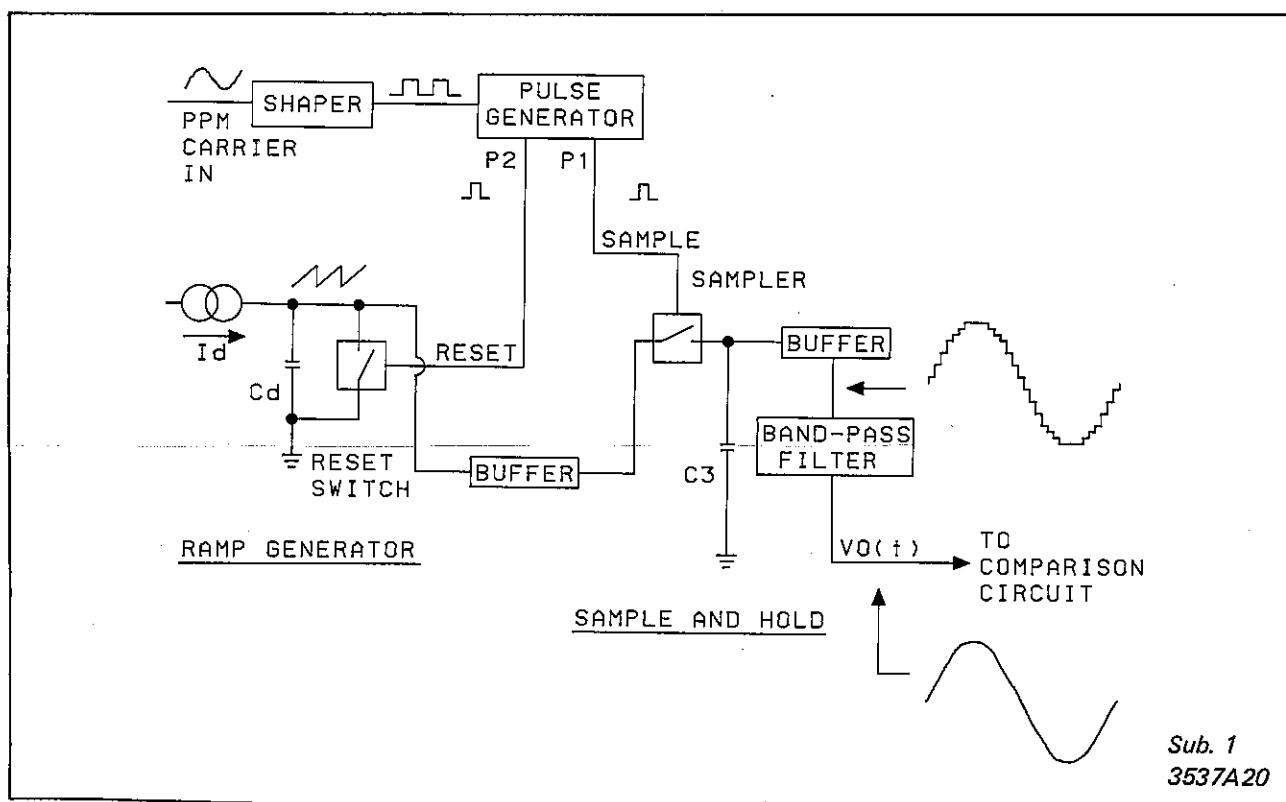 SHAPER
PULSE
GENERATOR
PPM
CARRIER
IN
P2
P1
SAMPLE
SAMPLER
Id
Cd
RESET
BUFFER
RESET
SWITCH
BUFFER
C3
BAND-PASS
FILTER
RAMP GENERATOR
VO(t)
TO
COMPARISON
CIRCUIT
SAMPLE AND HOLD
Sub. 1
3537A20